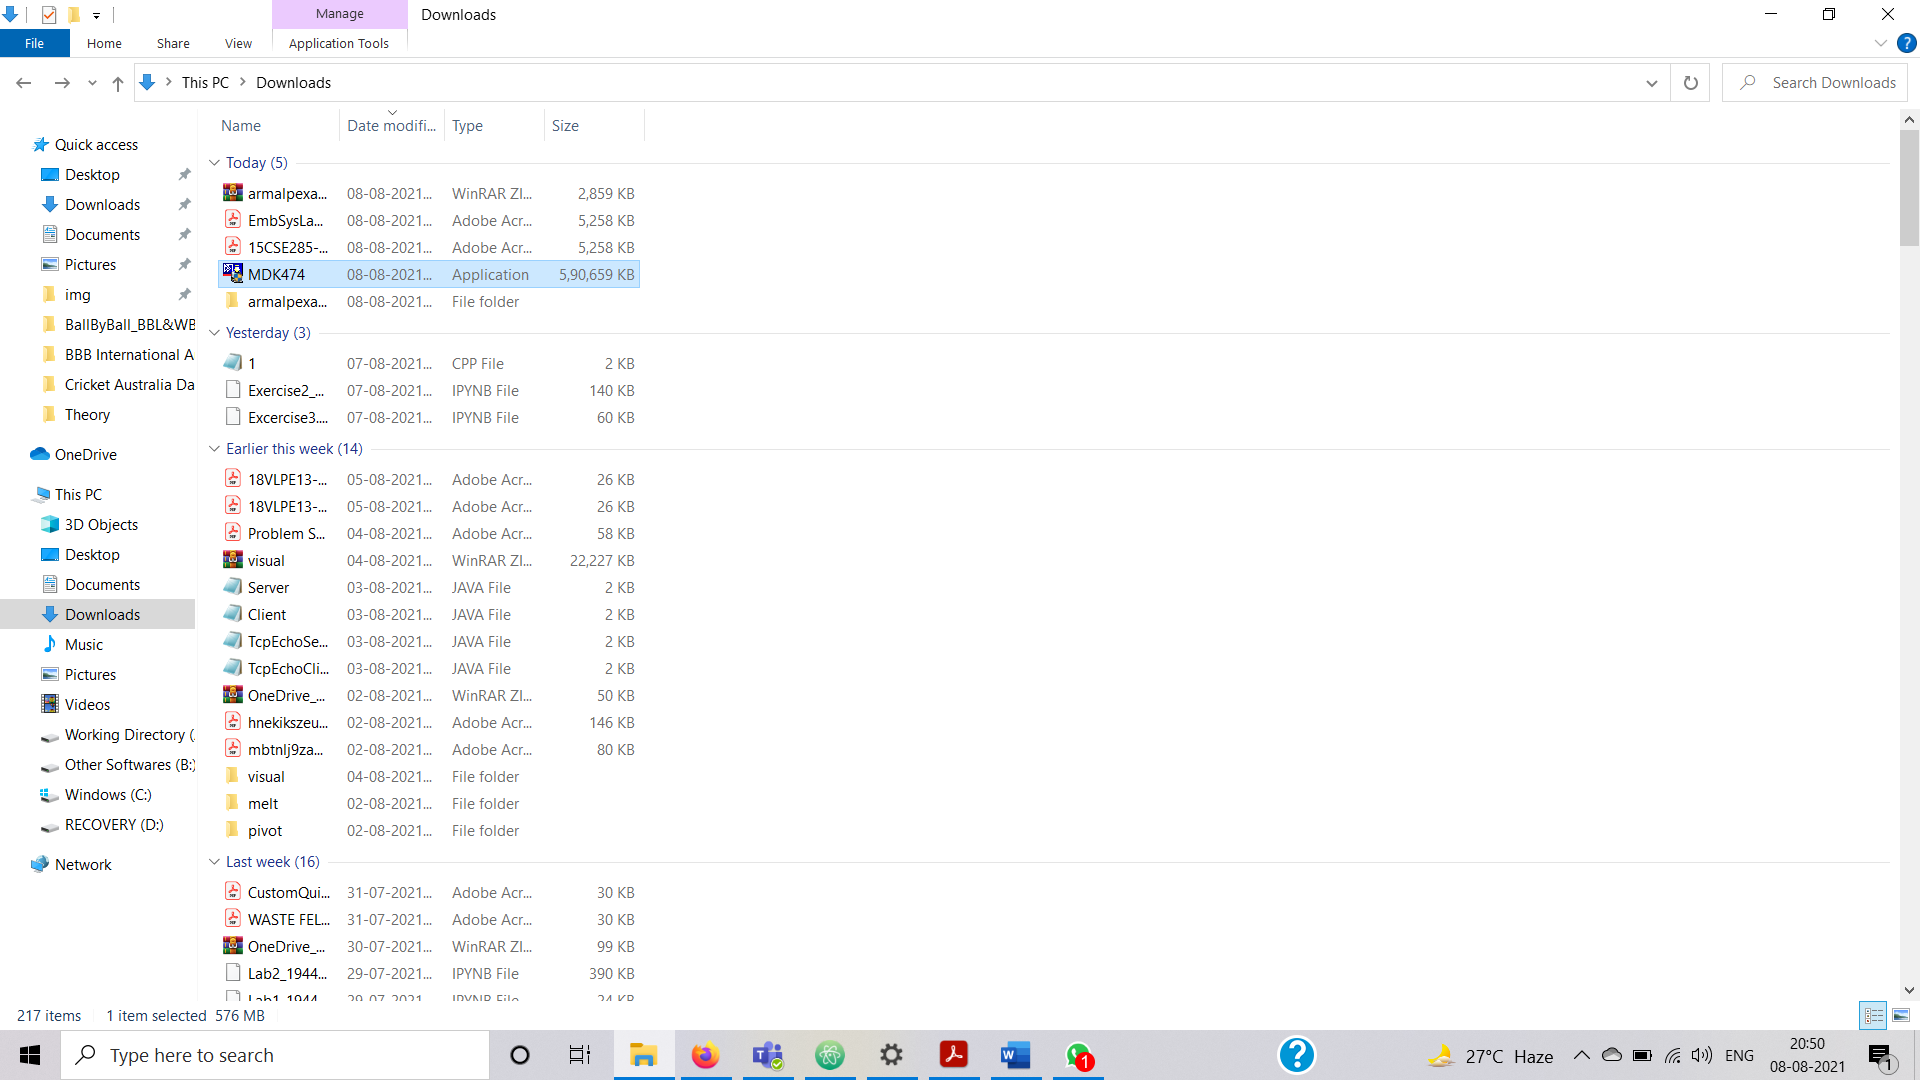 Manage Downloads
File Home Share View Application Tools
This PC Downloads Search Downloads
Name Date modifi... Type Size
Quick access
Desktop
Downloads
Documents
Pictures
img
BallByBall_BBL&WB
BBB International A
Cricket Australia Da
Theory
OneDrive
This PC
3D Objects
Desktop
Documents
Downloads
Music
Pictures
Videos
Working Directory (
Other Softwares (B:)
Windows (C:)
RECOVERY (D:)
Network
Today (5)
armalpexa... 08-08-2021... WinRAR ZI... 2,859 KB
EmbSysLa... 08-08-2021... Adobe Acr... 5,258 KB
15CSE285-... 08-08-2021... Adobe Acr... 5,258 KB
MDK474 08-08-2021... Application 5,90,659 KB
armalpexa... 08-08-2021... File folder
Yesterday (3)
1 07-08-2021... CPP File 2 KB
Exercise2_... 07-08-2021... IPYNB File 140 KB
Excercise3.... 07-08-2021... IPYNB File 60 KB
Earlier this week (14)
18VLPE13-... 05-08-2021... Adobe Acr... 26 KB
18VLPE13-... 05-08-2021... Adobe Acr... 26 KB
Problem S... 04-08-2021... Adobe Acr... 58 KB
visual 04-08-2021... WinRAR ZI... 22,227 KB
Server 03-08-2021... JAVA File 2 KB
Client 03-08-2021... JAVA File 2 KB
TcpEchoSe... 03-08-2021... JAVA File 2 KB
TcpEchoCli... 03-08-2021... JAVA File 2 KB
OneDrive_... 02-08-2021... WinRAR ZI... 50 KB
hnekikszeu... 02-08-2021... Adobe Acr... 146 KB
mbtnlj9za... 02-08-2021... Adobe Acr... 80 KB
visual 04-08-2021... File folder
melt 02-08-2021... File folder
pivot 02-08-2021... File folder
Last week (16)
CustomQui... 31-07-2021... Adobe Acr... 30 KB
WASTE FEL... 31-07-2021... Adobe Acr... 30 KB
OneDrive_... 30-07-2021... WinRAR ZI... 99 KB
Lab2_1944... 29-07-2021... IPYNB File 390 KB
Lab1_1944... 29-07-2021... IPYNB File 24 KB
217 items 1 item selected 576 MB
Type here to search
1
27°C Haze ENG
20:50
08-08-2021
1